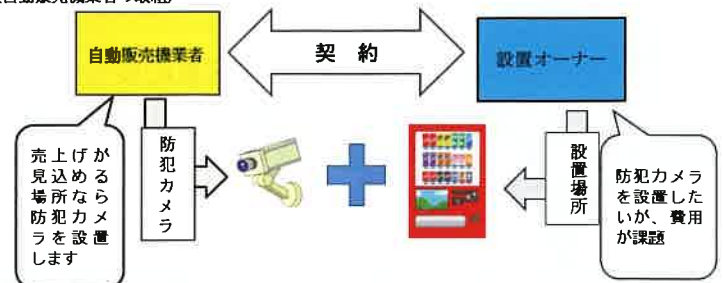 自動販売機業者
契 約
設置オーナー
売上げが
見込める
場所なら
防犯カメ
ラを設置
します
防犯カメラ
設置場所
防犯カメラ
を設置した
いが、費用
が課題